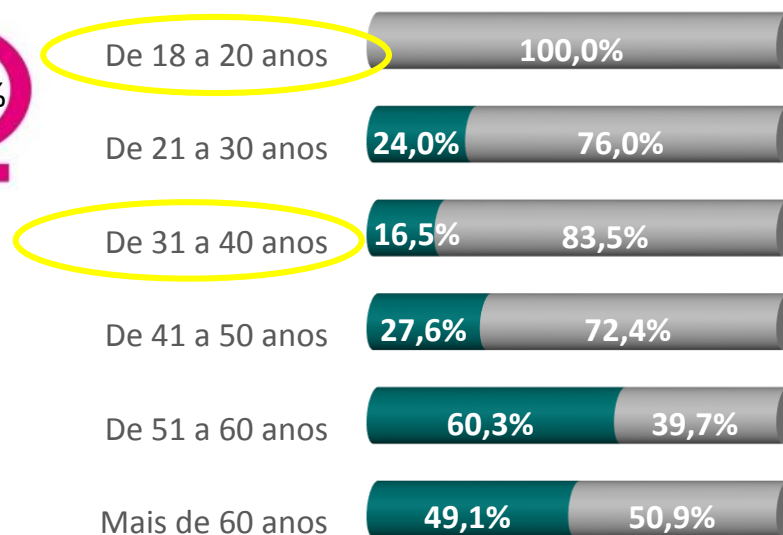 De 18 a 20 anos 100,0%
%
De 21 a 30 anos 24,0% 76,0%
De 31 a 40 anos 16,5% 83,5%
De 41 a 50 anos 27,6% 72,4%
De 51 a 60 anos 60,3% 39,7%
Mais de 60 anos 49,1% 50,9%